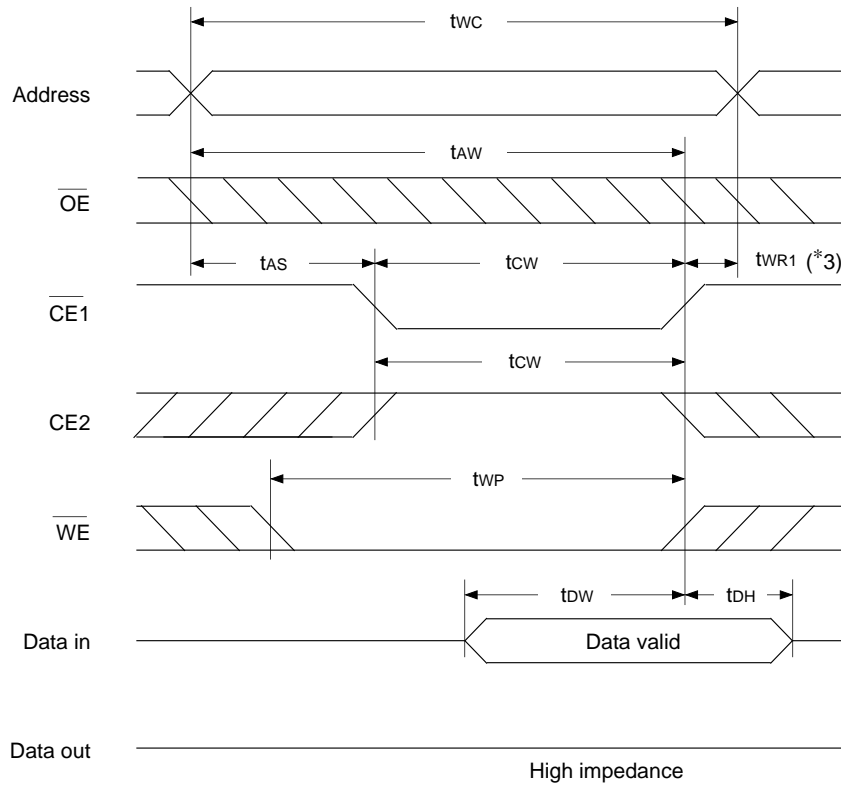 tWC
Address
tAW
OE
tAS
tCW
tWR1 (*3)
CE1
tCW
CE2
tWP
WE
tDW
tDH
Data in
Data valid
Data out
High impedance